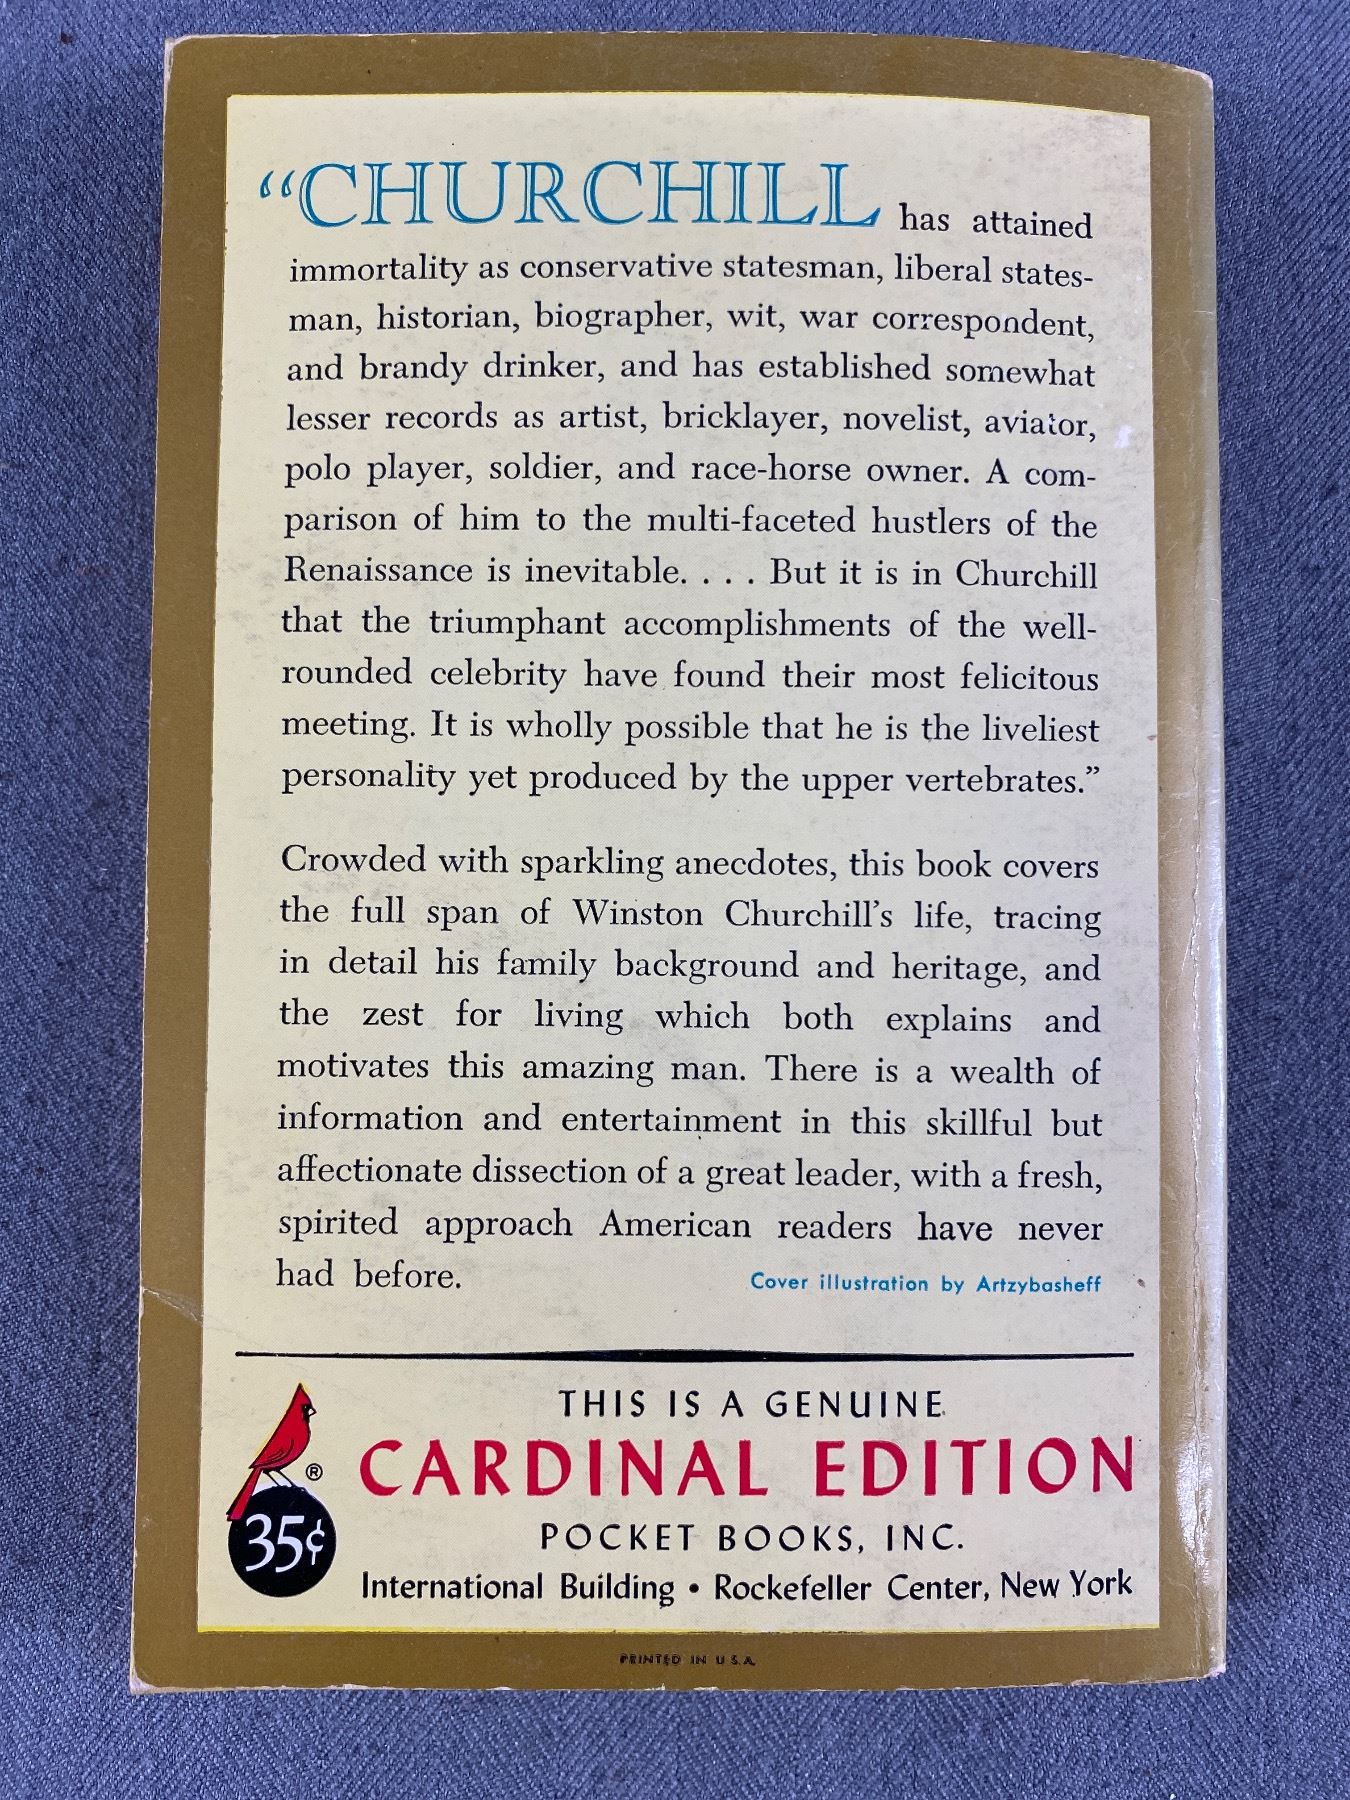 “CHURCHILL has attained
immortality as conservative statesman, liberal states-
man, historian, biographer, wit, war correspondent,
and brandy drinker, and has established somewhat
lesser records as artist, bricklayer, novelist, aviator,
polo player, soldier, and race-horse owner. A com-
parison of him to the multi-faceted hustlers of the
Renaissance is inevitable. . . . But it is in Churchill
that the triumphant accomplishments of the well-
rounded celebrity have found their most felicitous
meeting. It is wholly possible that he is the liveliest
personality yet produced by the upper vertebrates.”
Crowded with sparkling anecdotes, this book covers
the full span of Winston Churchill’s life, tracing
in detail his family background and heritage, and
the zest for living which both explains and
motivates this amazing man. There is a wealth of
information and entertainment in this skillful but
affectionate dissection of a great leader, with a fresh,
spirited approach American readers have never
had before.
Cover illustration by Artzybasheff
THIS IS A GENUINE
® CARDINAL EDITION
35¢
POCKET BOOKS, INC.
International Building • Rockefeller Center, New York
PRINTED IN U.S.A.